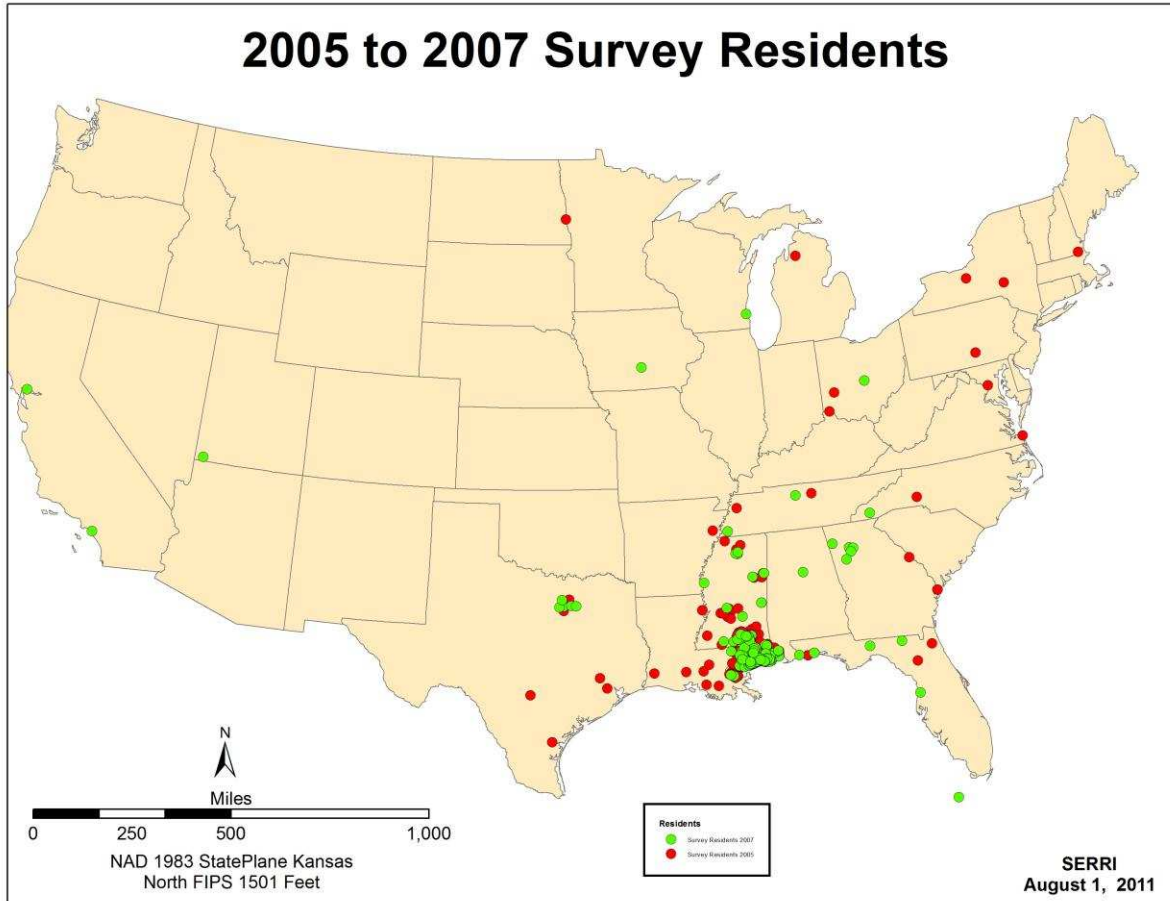 2005 to 2007 Survey Residents
N
Miles
0 250 500 1,000
NAD 1983 StatePlane Kansas
North FIPS 1501 Feet
Residents
Survey Residents 2007
Survey Residents 2005
SERRI
August 1, 2011